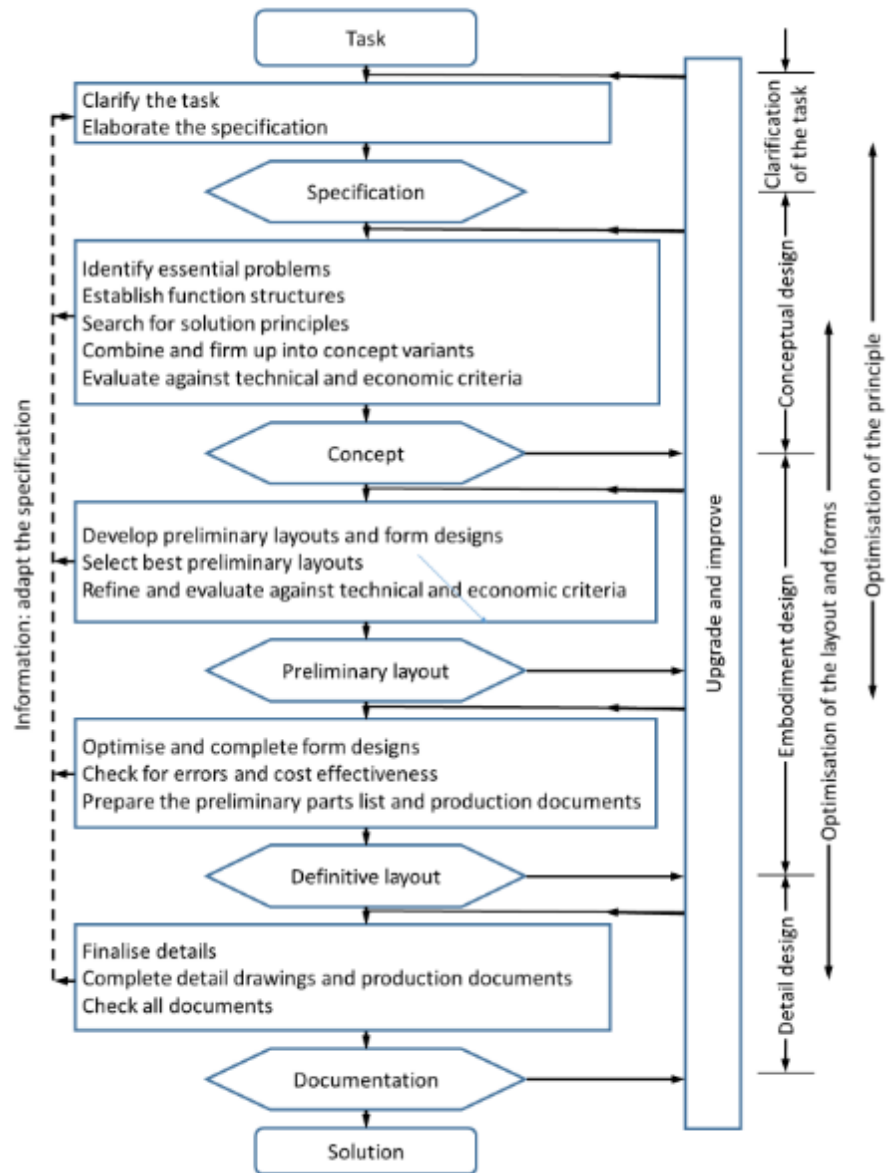 Task
Clarify the task
Elaborate the specification
Specification
Identify essential problems
Establish function structures
Search for solution principles
Combine and firm up into concept variants
Evaluate against technical and economic criteria
Concept
Develop preliminary layouts and form designs
Select best preliminary layouts
Refine and evaluate against technical and economic criteria
Preliminary layout
Optimise and complete form designs
Check for errors and cost effectiveness
Prepare the preliminary parts list and production documents
Definitive layout
Finalise details
Complete detail drawings and production documents
Check all documents
Documentation
Solution
Information: adapt the specification
Upgrade and improve
Clarification
of the task
Conceptual design
Embodiment design
Detail design
Optimisation of the layout and forms
Optimisation of the principle